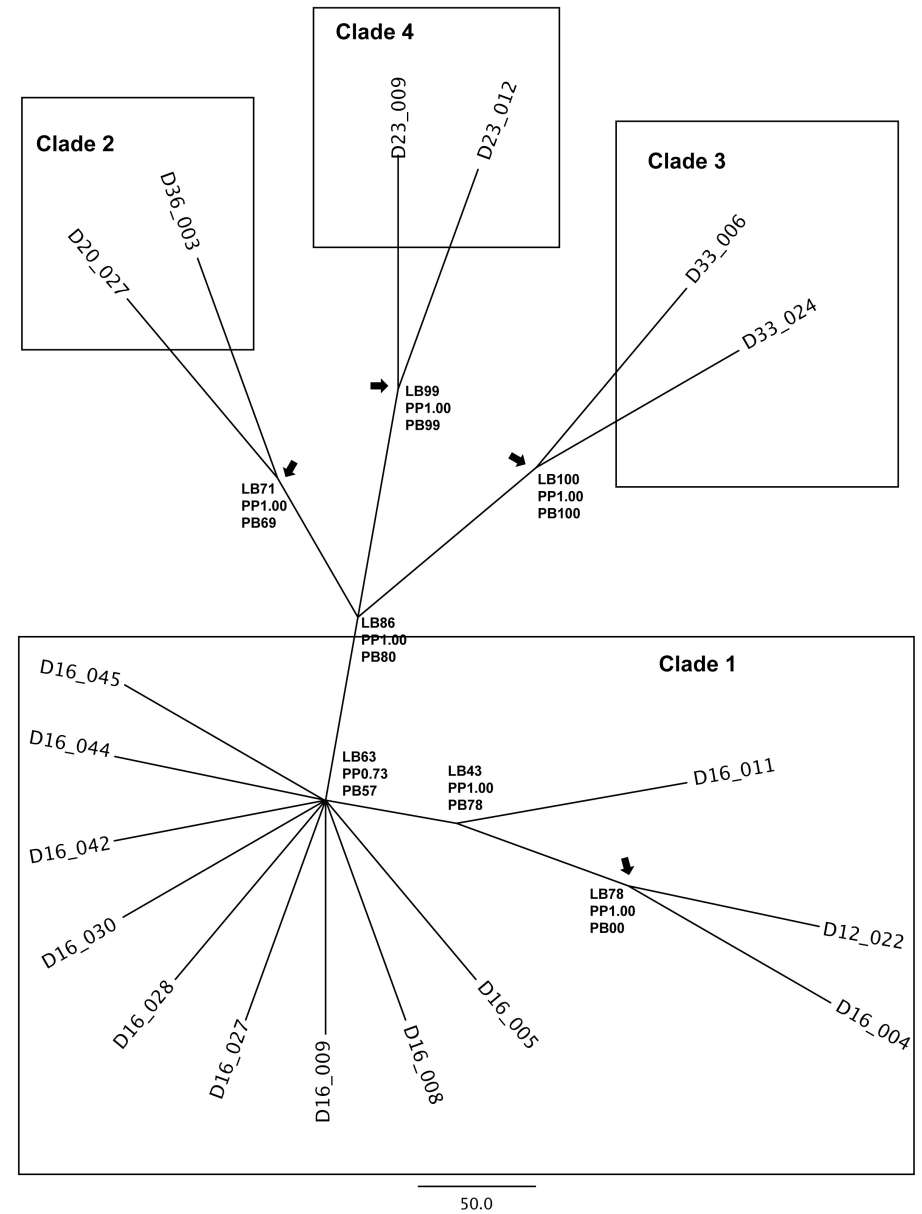 Clade 4
D23_009
D23_012
Clade 2
D36_003
D20_027
Clade 3
D33_006
D33_024
LB99
PP1.00
PB99
LB71
PP1.00
PB69
LB100
PP1.00
PB100
LB86
PP1.00
PB80
Clade 1
D16_045
D16_044
D16_042
D16_030
D16_028
D16_027
D16_009
D16_008
D16_005
LB63
PP0.73
PB57
LB43
PP1.00
PB78
D16_011
LB78
PP1.00
PB00
D12_022
D16_004
50.0